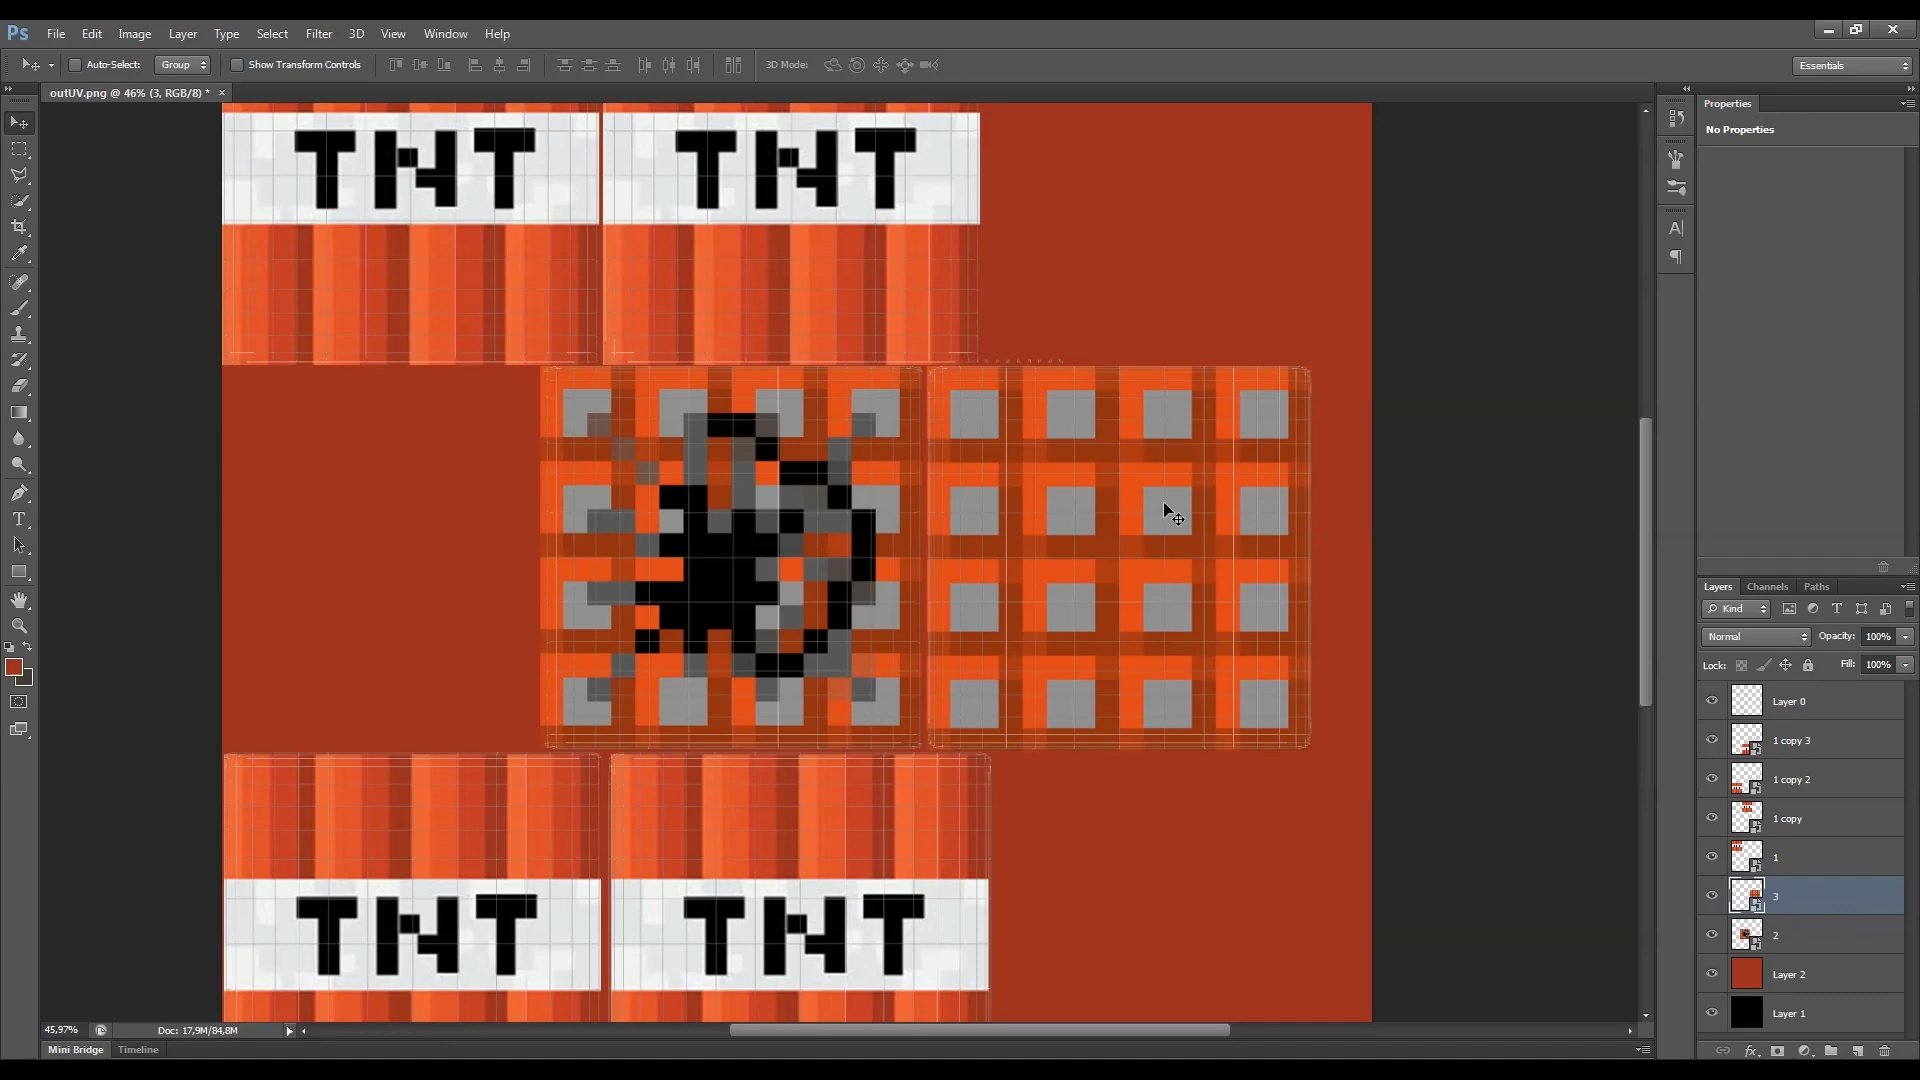 Ps File Edit Image Layer Type Select Filter 3D View Window Help
Auto-Select: Group Show Transform Controls 3D Mode: Essentials
outUV.png @ 46% (3, RGB/8) * ×
Properties
No Properties
TNT TNT
TNT TNT
Layers Channels Paths
Kind
Normal Opacity: 100%
Lock: Fill: 100%
Layer 0
1 copy 3
1 copy 2
1 copy
1
3
2
Layer 2
Layer 1
45,97% Doc: 17,9M/84,8M
Mini Bridge Timeline